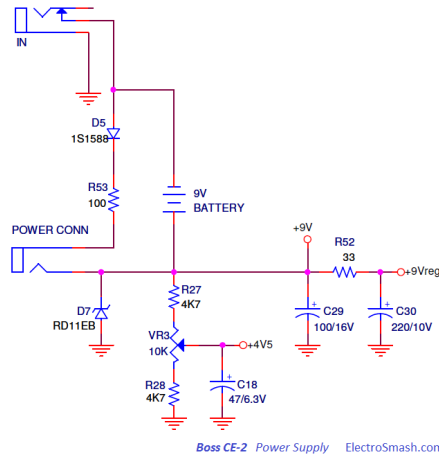 IN
D5
1S1588
R53
100
9V
BATTERY
POWER CONN
+9V
R52
33
+9Vreg
R27
4K7
D7
RD11EB
C29
100/16V
C30
220/10V
VR3
10K
+4V5
R28
4K7
C18
47/6.3V
Boss CE-2 Power Supply ElectroSmash.com